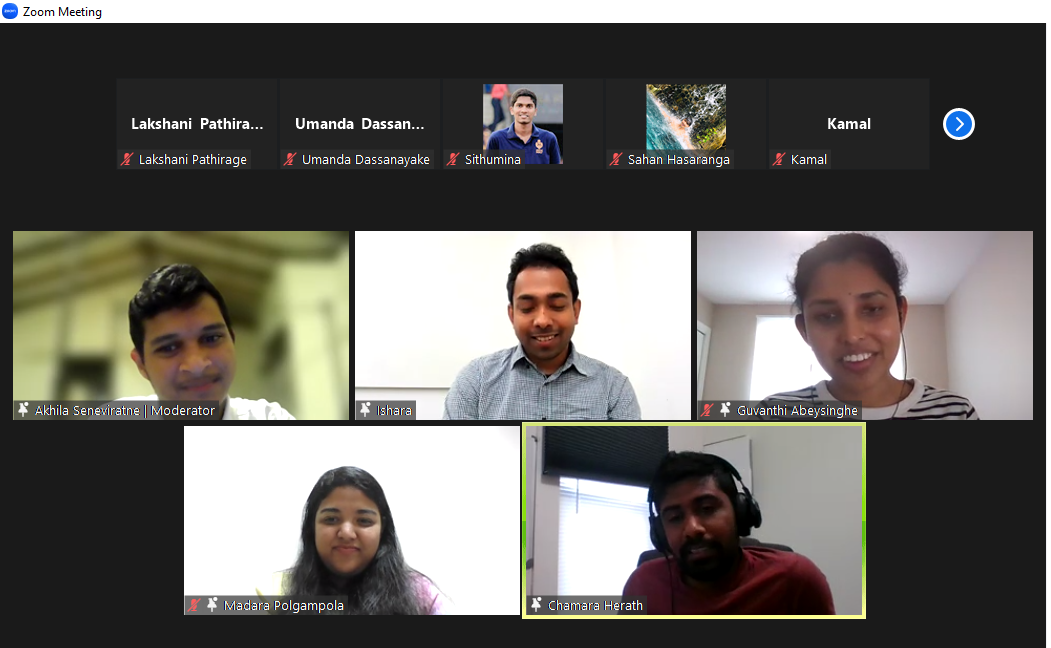 Zoom Meeting
Lakshani Pathira...
Umanda Dassan...
Kamal
Lakshani Pathirage
Umanda Dassanayake
Sithumina
Sahan Hasaranga
Kamal
Akhila Seneviratne | Moderator
Ishara
Guvanthi Abeysinghe
Madara Polgampola
Chamara Herath